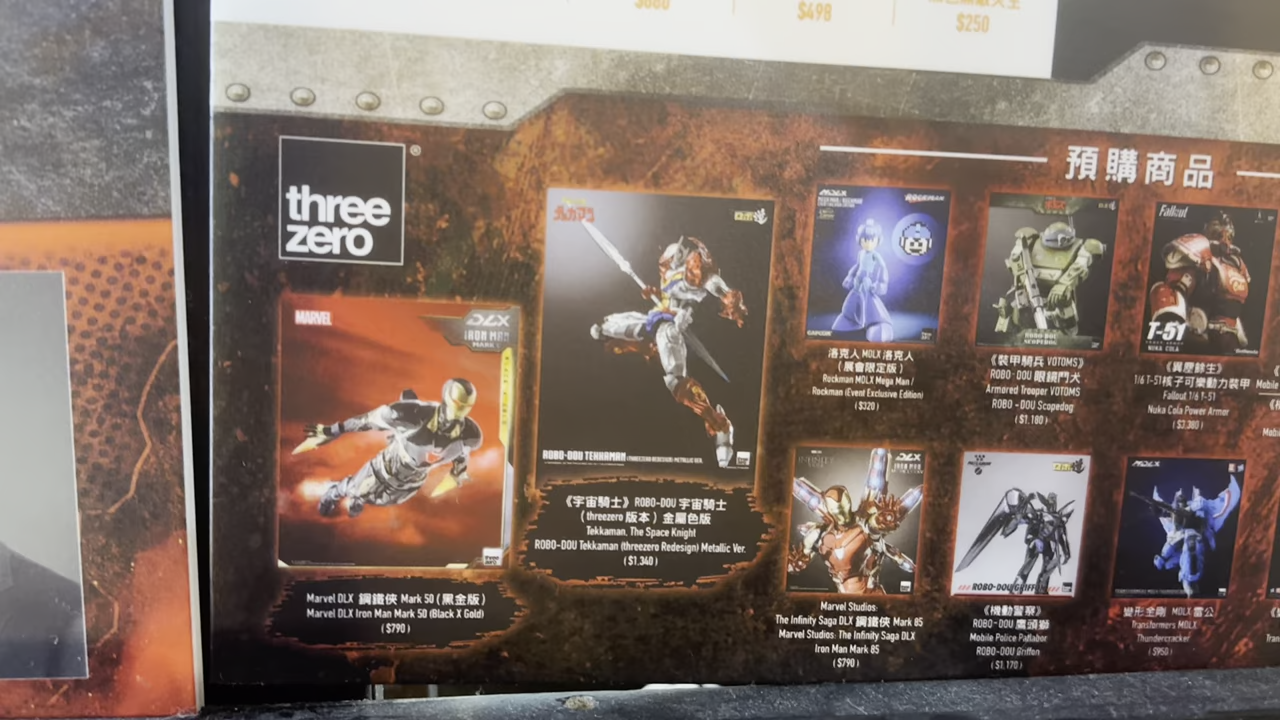 $498
$250
three
zero
®
預購商品
MARVEL
DLX
IRON MAN
ROBO-DOU TEKKAMAN
洛克人 MDLX 洛克人
(展會限定版)
Rockman MDLX Mega Man /
Rockman (Event Exclusive Edition)
($320)
《裝甲騎兵 VOTOMS》
ROBO-DOU 眼鏡鬥犬
Armored Trooper VOTOMS
ROBO-DOU Scopedog
($1,180)
Fallout
T-51
NUKA COLA
《異塵餘生》
1/6 T-51核子可樂動力裝甲
Fallout 1/6 T-51
Nuka Cola Power Armor
《宇宙騎士》ROBO-DOU 宇宙騎士
(threezero 版本) 金屬色版
Tekkaman, The Space Knight
ROBO-DOU Tekkaman (threezero Redesign) Metallic Ver.
($1,340)
Marvel DLX 鋼鐵俠 Mark 50 (黑金版)
Marvel DLX Iron Man Mark 50 (Black X Gold)
($790)
DLX
Marvel Studios:
The Infinity Saga DLX 鋼鐵俠 Mark 85
Marvel Studios: The Infinity Saga DLX
Iron Man Mark 85
($790)
ROBO-DOU GRIFFON
《機動警察》
ROBO-DOU 鷹頭獅
Mobile Police Patlabor
ROBO-DOU Griffon
($1,170)
MDLX
變形金剛 MDLX 雷公
Transformers MDLX
Thundercracker
($950)